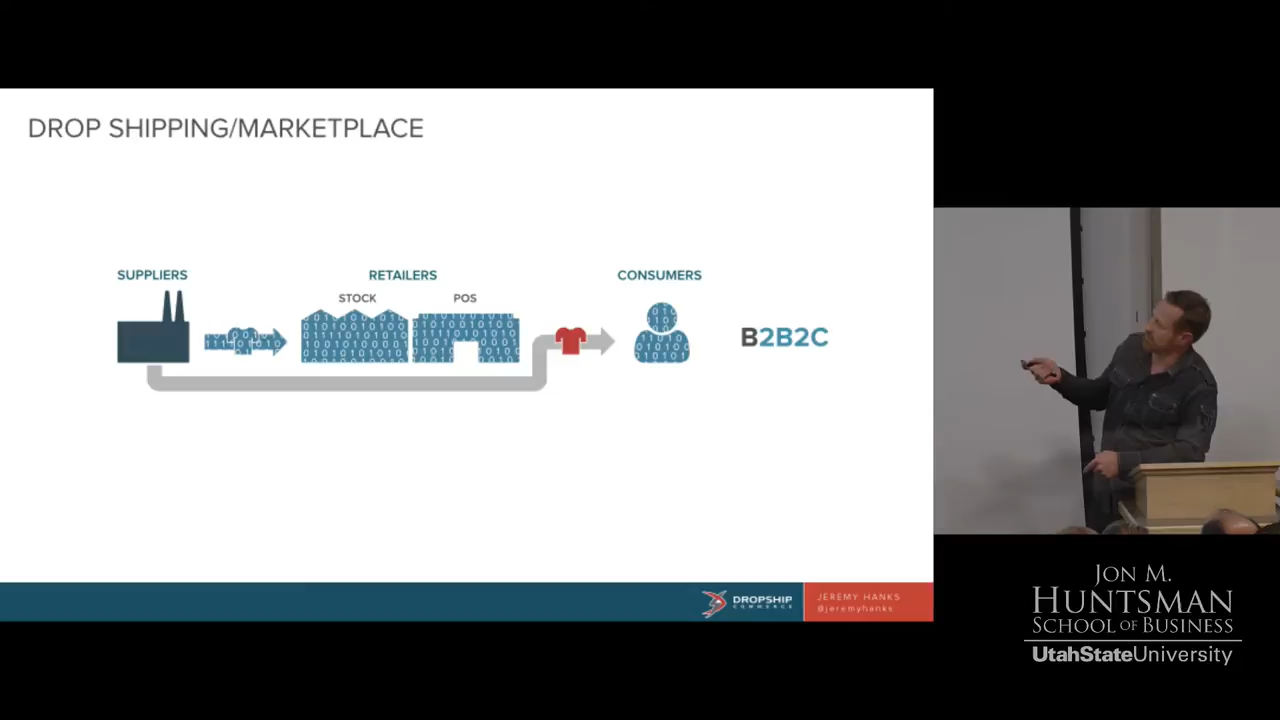 DROP SHIPPING/MARKETPLACE
SUPPLIERS
RETAILERS
CONSUMERS
STOCK
POS
B2B2C
DROPSHIP
COMMERCE
JEREMY HANKS
@jeremyhanks
JON M.
HUNTSMAN
SCHOOL OF BUSINESS
UtahStateUniversity